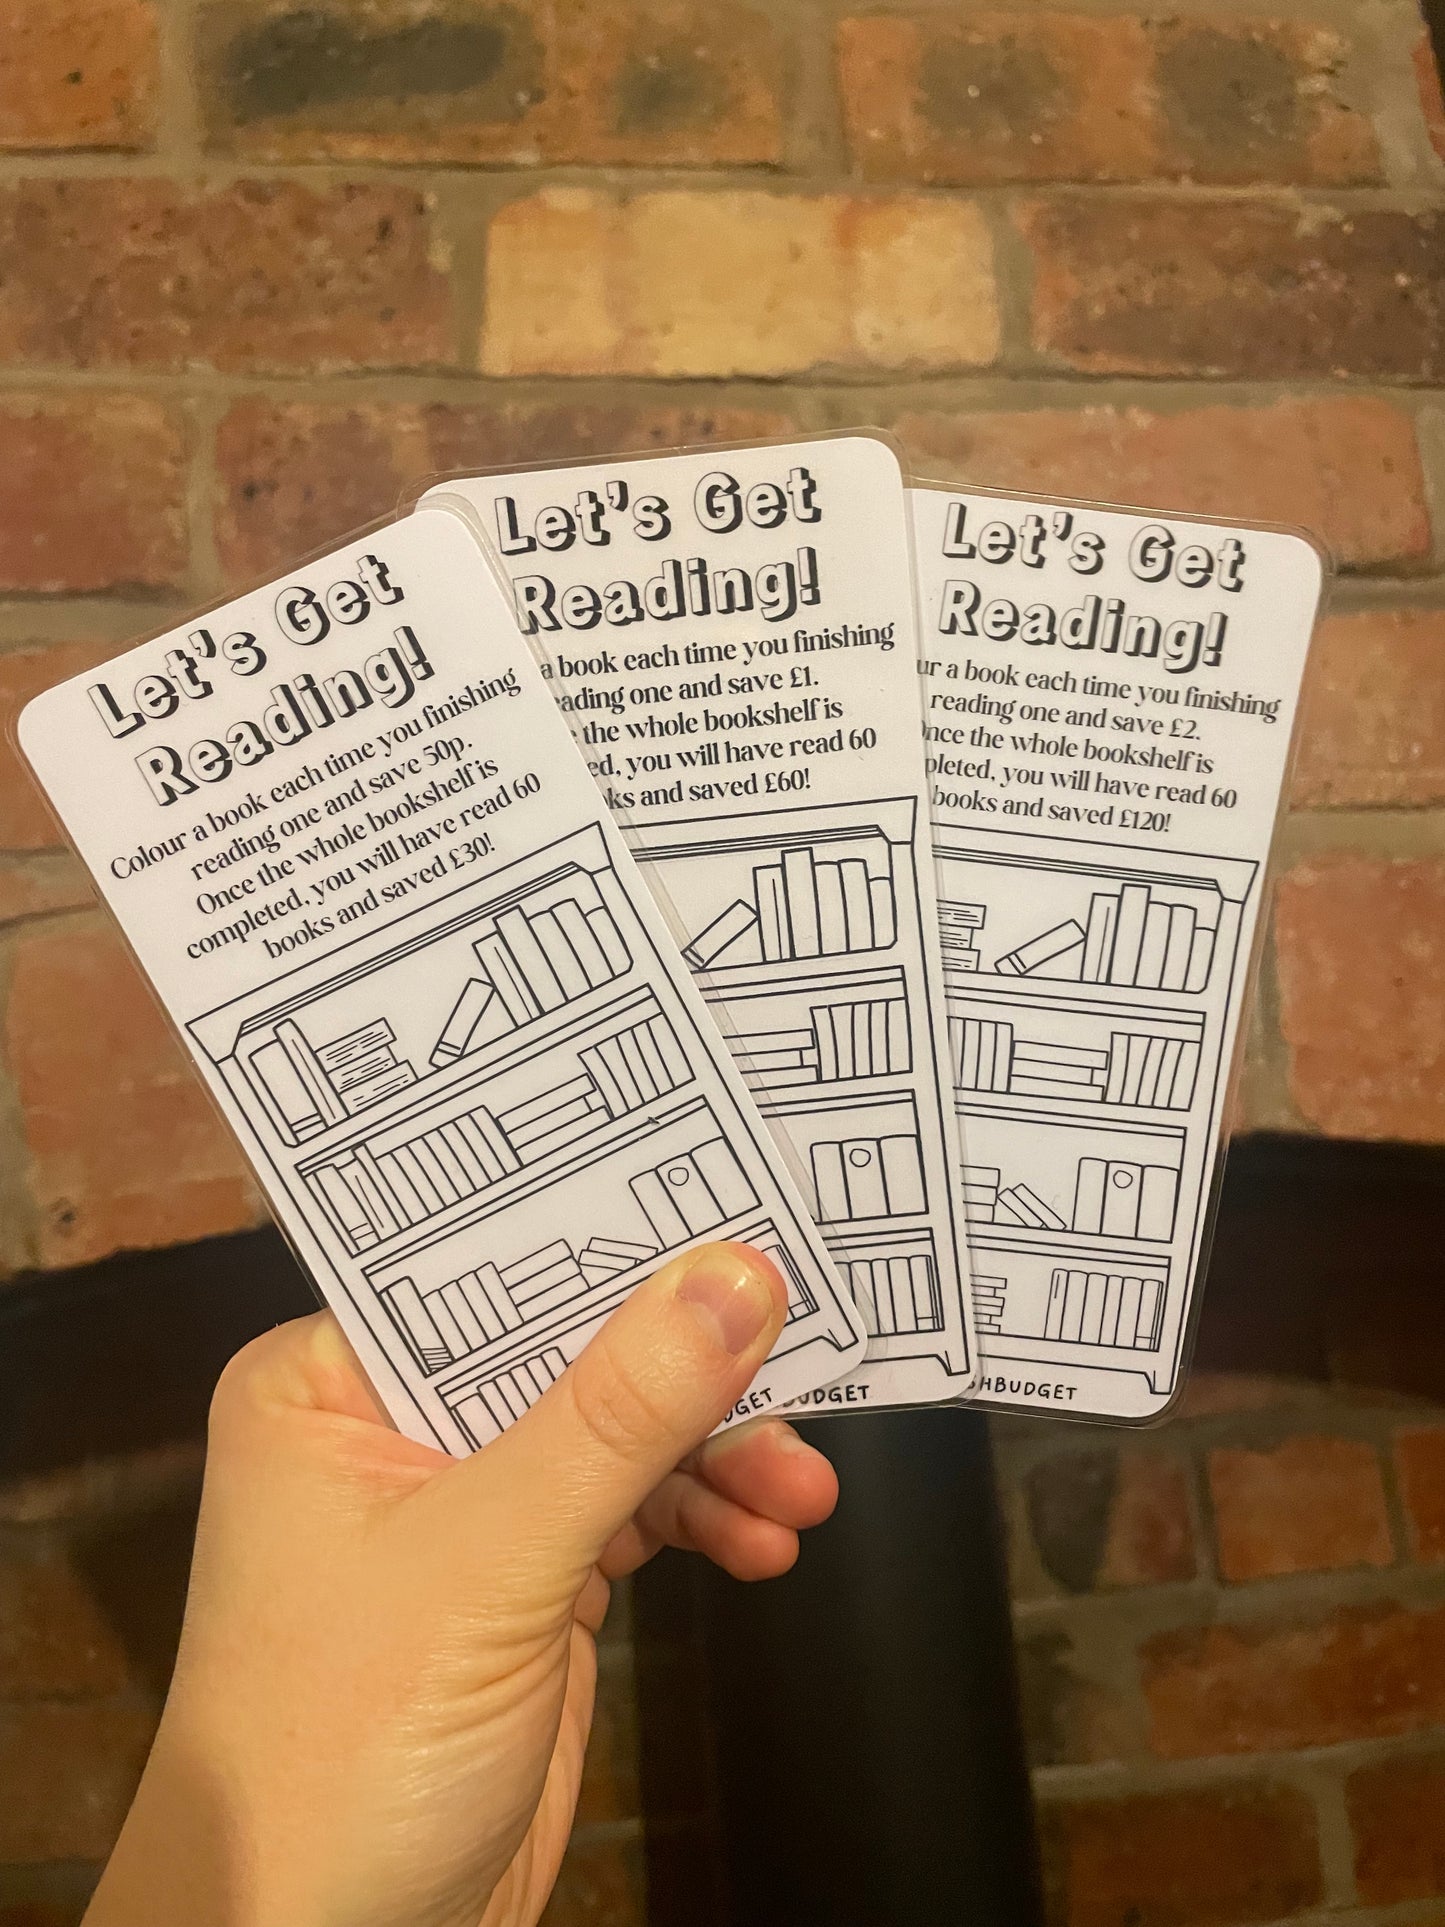 Let's Get
Reading!
Colour a book each time you finishing
reading one and save 50p.
Once the whole bookshelf is
completed, you will have read 60
books and saved £30!
Let's Get
Reading!
a book each time you finishing
one and save £1.
the whole bookshelf is
you will have read 60
and saved £60!
BUDGET
Let's Get
Reading!
a book each time you finishing
reading one and save £2.
the whole bookshelf is
you will have read 60
books and saved £120!
SHBUDGET